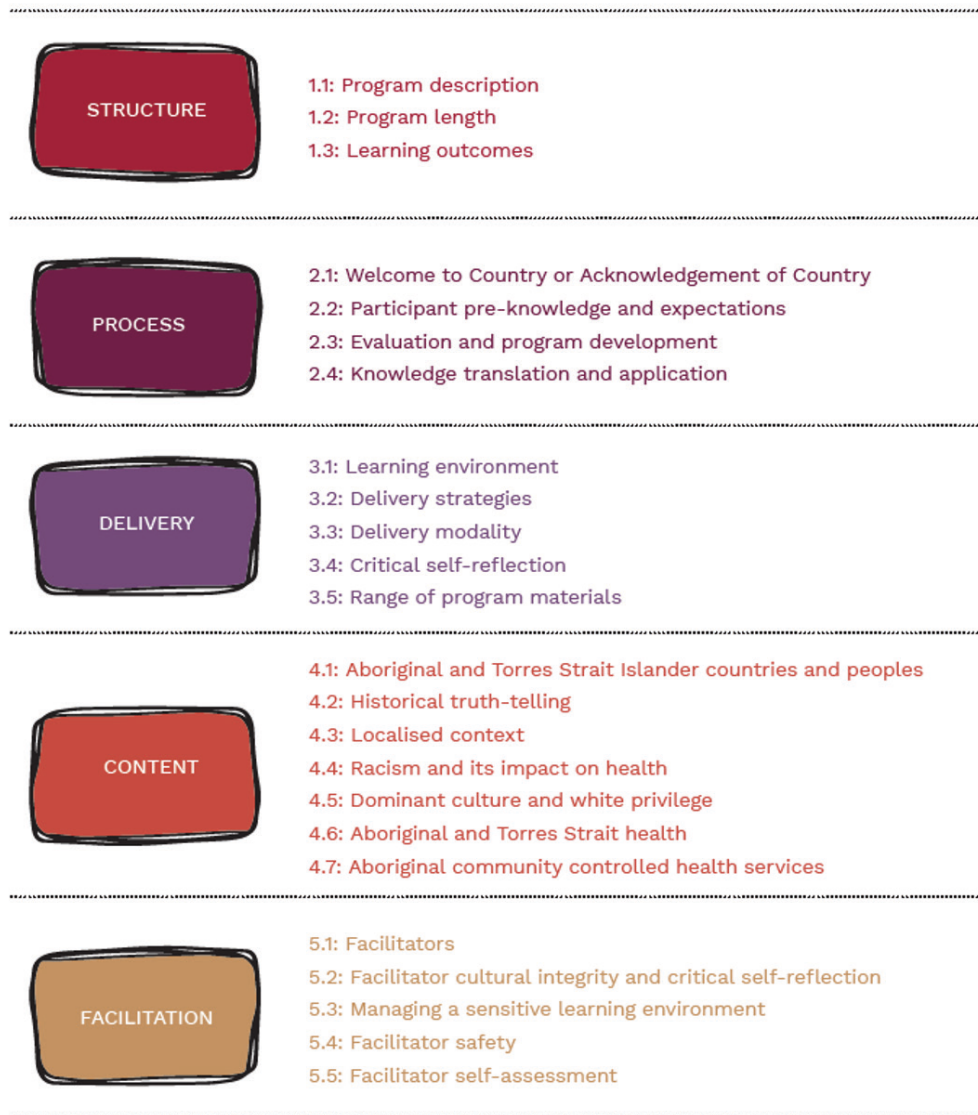 STRUCTURE
1.1: Program description
1.2: Program length
1.3: Learning outcomes
PROCESS
2.1: Welcome to Country or Acknowledgement of Country
2.2: Participant pre-knowledge and expectations
2.3: Evaluation and program development
2.4: Knowledge translation and application
DELIVERY
3.1: Learning environment
3.2: Delivery strategies
3.3: Delivery modality
3.4: Critical self-reflection
3.5: Range of program materials
CONTENT
4.1: Aboriginal and Torres Strait Islander countries and peoples
4.2: Historical truth-telling
4.3: Localised context
4.4: Racism and its impact on health
4.5: Dominant culture and white privilege
4.6: Aboriginal and Torres Strait health
4.7: Aboriginal community controlled health services
FACILITATION
5.1: Facilitators
5.2: Facilitator cultural integrity and critical self-reflection
5.3: Managing a sensitive learning environment
5.4: Facilitator safety
5.5: Facilitator self-assessment